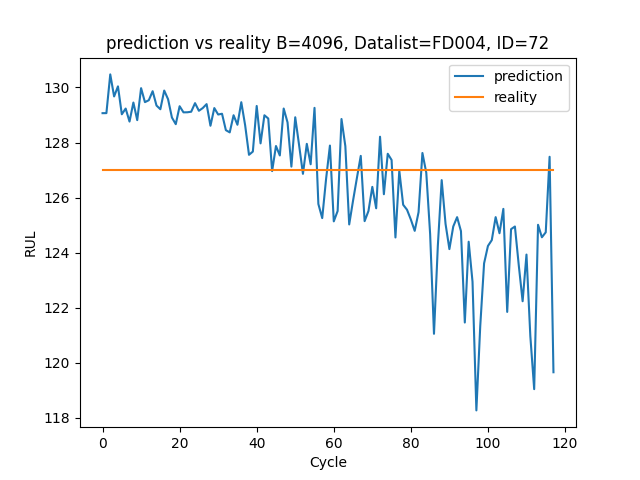 prediction vs reality B=4096, Datalist=FD004, ID=72
prediction
reality
RUL
130
128
126
124
122
120
118
0 20 40 60 80 100 120
Cycle